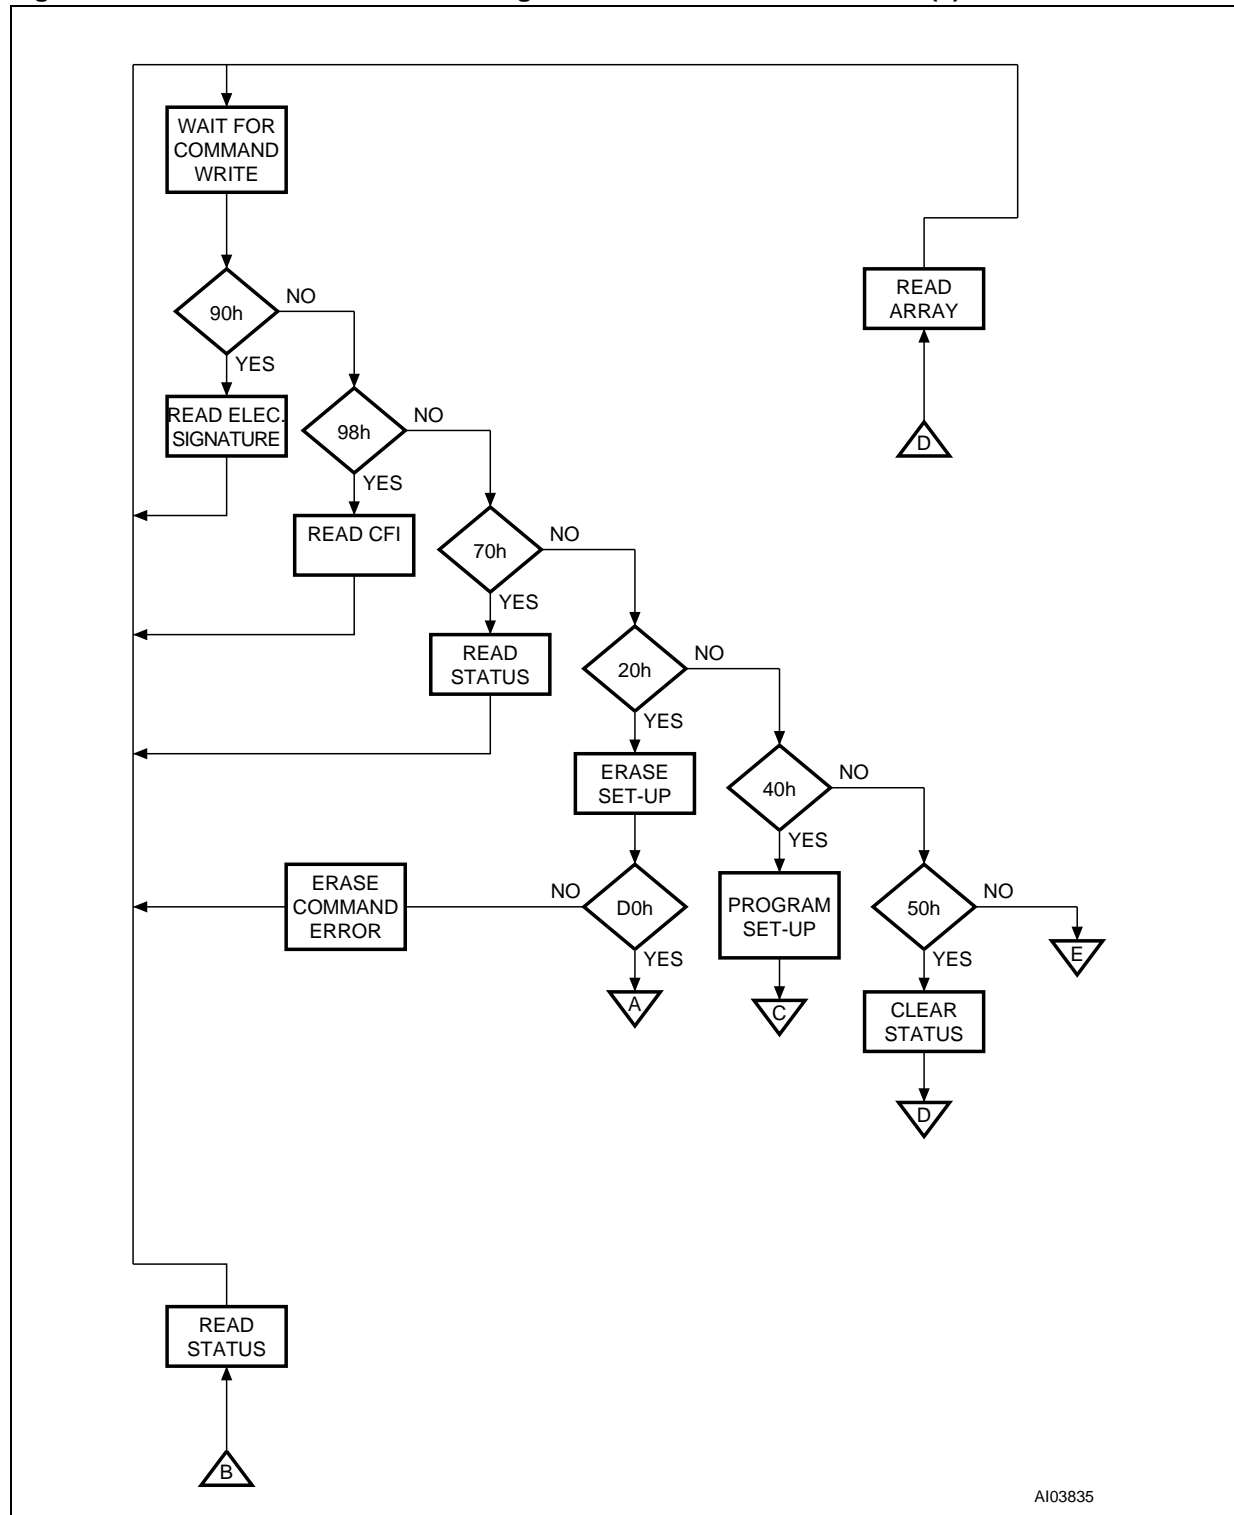 WAIT FOR
COMMAND
WRITE
90h
NO
YES
READ ELEC.
SIGNATURE
READ
ARRAY
D
98h
NO
YES
READ CFI
70h
NO
YES
READ
STATUS
20h
NO
YES
ERASE
SET-UP
40h
NO
YES
PROGRAM
SET-UP
C
D0h
NO
YES
ERASE
COMMAND
ERROR
A
50h
NO
YES
E
CLEAR
STATUS
D
READ
STATUS
B
AI03835